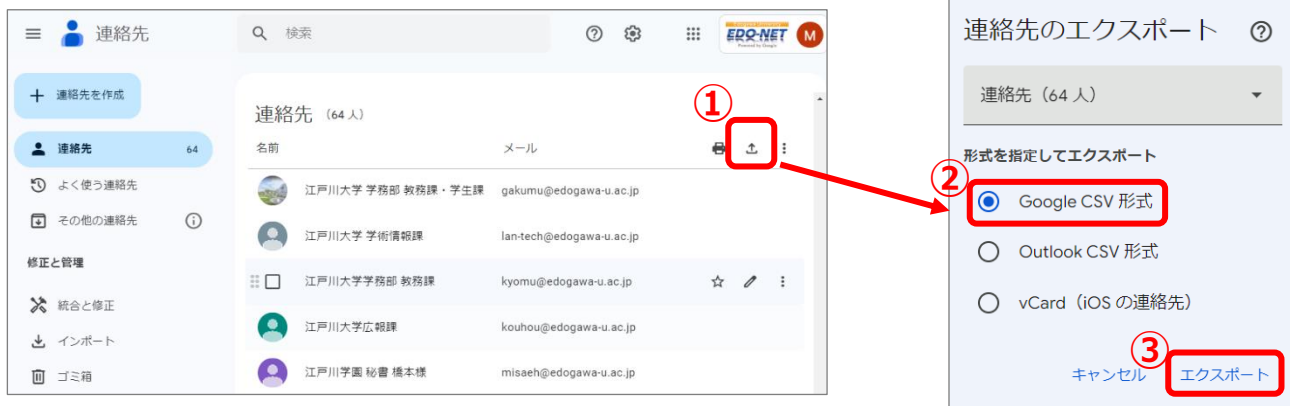 連絡先
検索
EDO-NET
Powered by Google
M
連絡先を作成
連絡先 64
よく使う連絡先
その他の連絡先
修正と管理
統合と修正
インポート
ゴミ箱
連絡先 (64 人)
①
名前 メール
江戸川大学 学務部 教務課・学生課 gakumu@edogawa-u.ac.jp
江戸川大学 学術情報課 lan-tech@edogawa-u.ac.jp
江戸川大学学務部 教務課 kyomu@edogawa-u.ac.jp
江戸川大学広報課 kouhou@edogawa-u.ac.jp
江戸川学園 秘書 橋本様 misaeh@edogawa-u.ac.jp
連絡先のエクスポート
連絡先（64 人）
形式を指定してエクスポート
②
Google CSV 形式
Outlook CSV 形式
vCard（iOS の連絡先）
③
キャンセル エクスポート